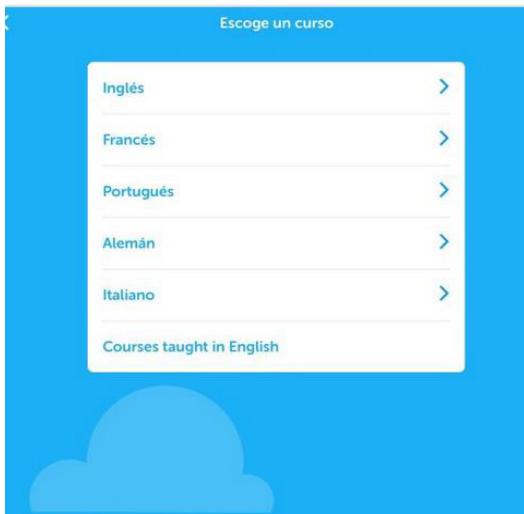 Escoge un curso
Inglés
Francés
Portugués
Alemán
Italiano
Courses taught in English